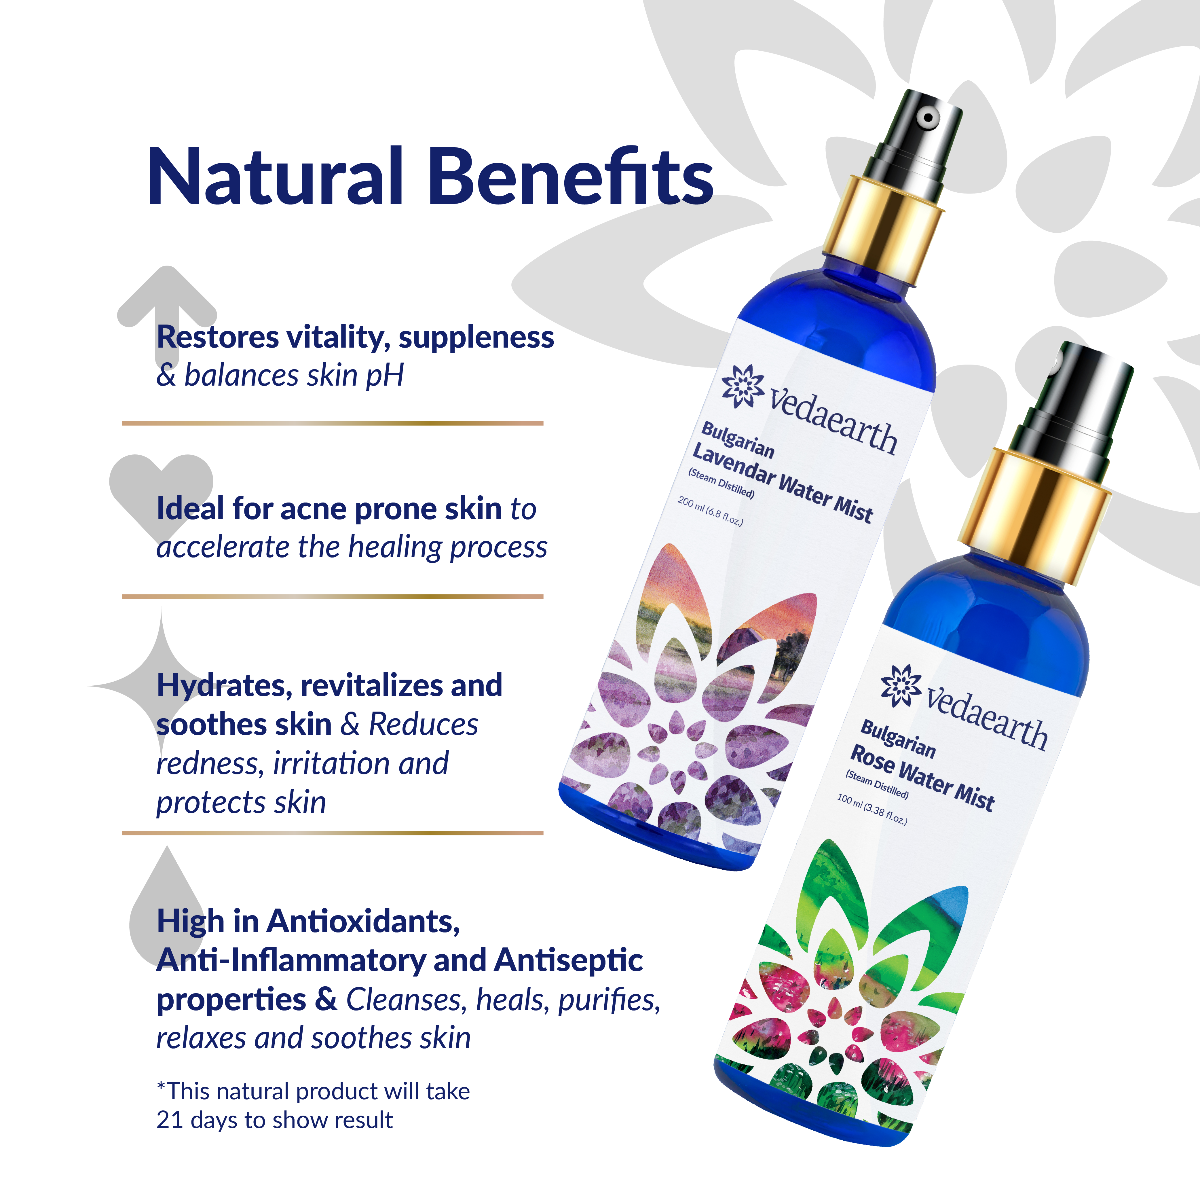 Natural Benefits
Restores vitality, suppleness
& balances skin pH
Ideal for acne prone skin to
accelerate the healing process
Hydrates, revitalizes and
soothes skin & Reduces
redness, irritation and
protects skin
High in Antioxidants,
Anti-Inflammatory and Antiseptic
properties & Cleanses, heals, purifies,
relaxes and soothes skin
*This natural product will take
21 days to show result
vedaearth
Bulgarian
Lavendar Water Mist
(Steam Distilled)
200 ml (6.8 fl.oz.)
vedaearth
Bulgarian
Rose Water Mist
(Steam Distilled)
100 ml (3.38 fl.oz.)